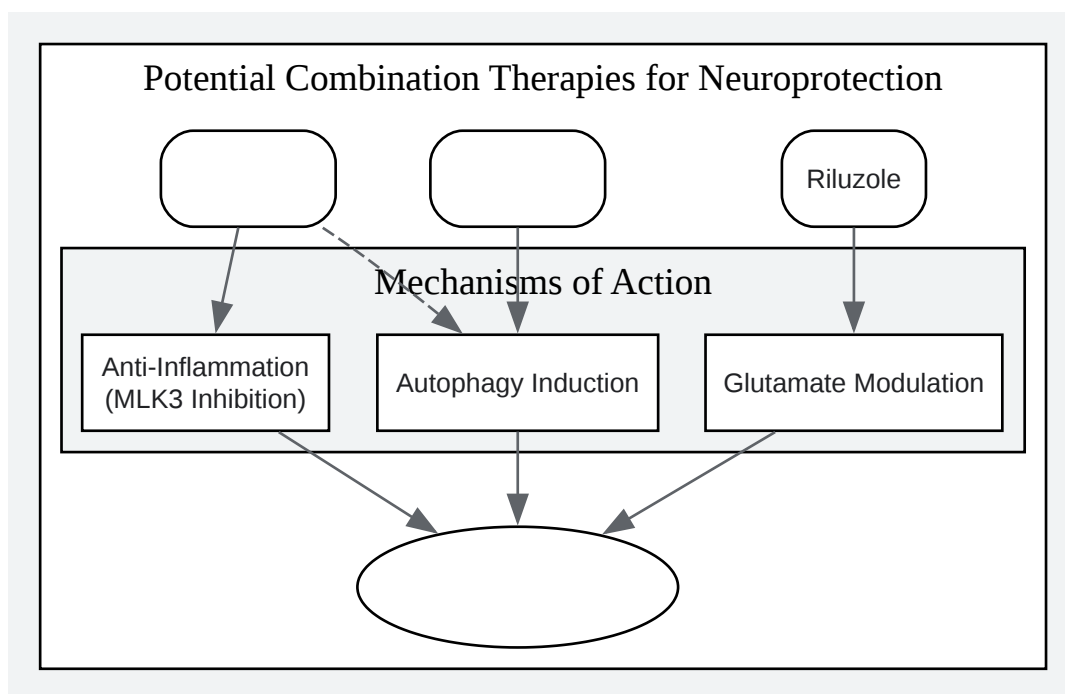 Potential Combination Therapies for Neuroprotection
Riluzole
Mechanisms of Action
Anti-Inflammation
(MLK3 Inhibition)
Autophagy Induction
Glutamate Modulation